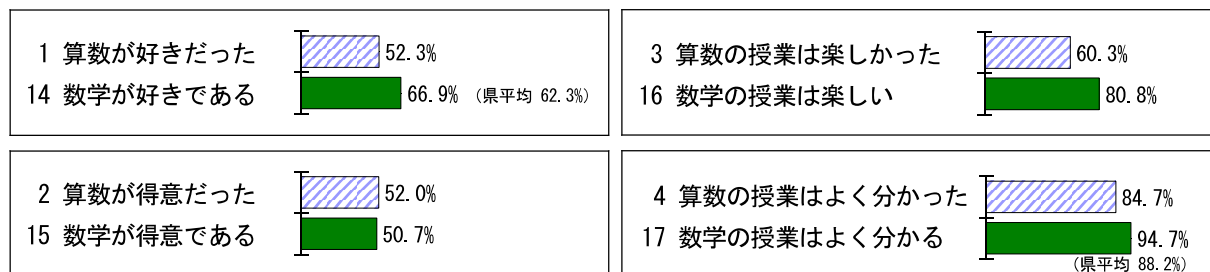 1 算数が好きだった 52.3%
14 数学が好きである 66.9% (県平均 62.3%)
2 算数が得意だった 52.0%
15 数学が得意である 50.7%
3 算数の授業は楽しかった 60.3%
16 数学の授業は楽しい 80.8%
4 算数の授業はよく分かった 84.7%
17 数学の授業はよく分かる 94.7%
(県平均 88.2%)